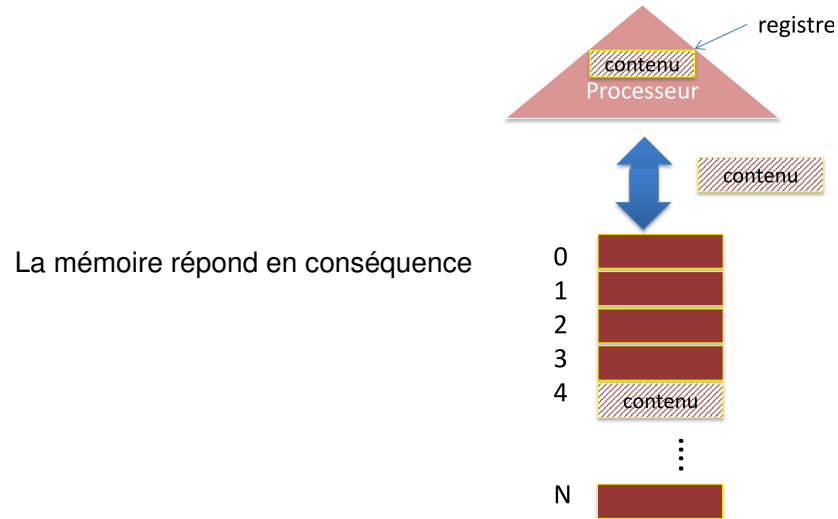 registre
contenu
Processeur
contenu
La mémoire répond en conséquence
0
1
2
3
4
contenu
N